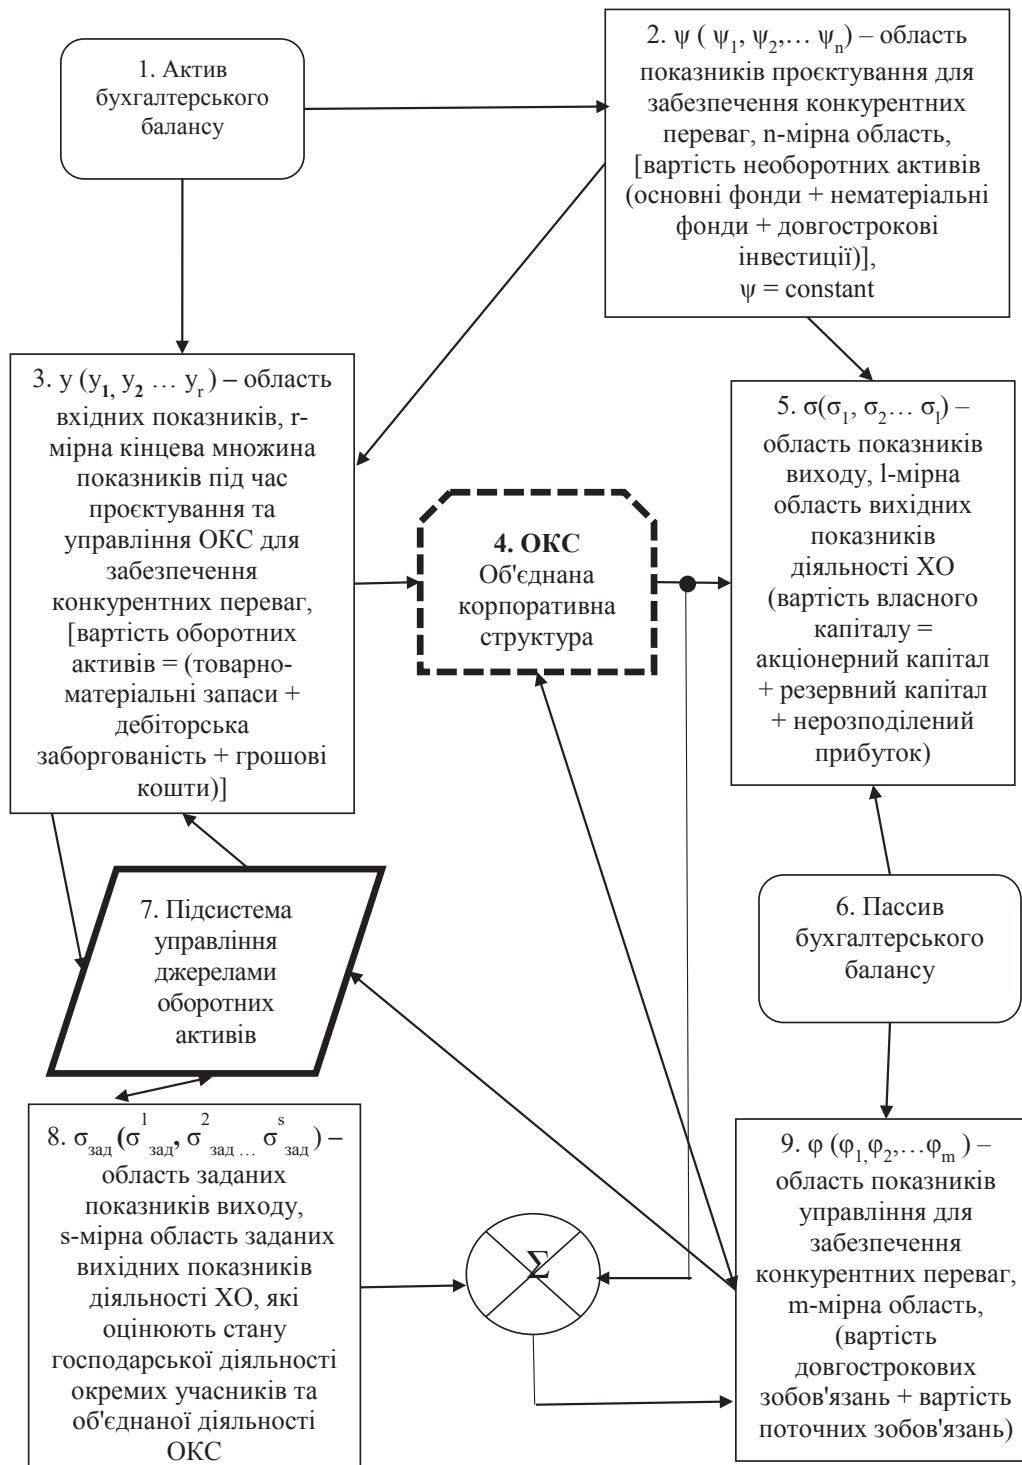 1. Актив
бухгалтерського
балансу
2. ψ ( ψ₁, ψ₂,… ψₙ) – область
показників проєктування для
забезпечення конкурентних
переваг, n-мірна область,
[вартість необоротних активів
(основні фонди + нематеріальні
фонди + довгострокові
інвестиції)],
ψ = constant
3. y (y₁, y₂ … yᵣ ) – область
вхідних показників, r-
мірна кінцева множина
показників під час
проєктування та
управління ОКС для
забезпечення
конкурентних переваг,
[вартість оборотних
активів = (товарно-
матеріальні запаси +
дебіторська
заборгованість + грошові
кошти)]
4. ОКС
Об'єднана
корпоративна
структура
5. σ(σ₁, σ₂… σₗ) –
область показників
виходу, l-мірна
область вихідних
показників
діяльності ХО
(вартість власного
капіталу =
акціонерний капітал
+ резервний капітал
+ нерозподілений
прибуток)
6. Пассив
бухгалтерського
балансу
7. Підсистема
управління
джерелами
оборотних
активів
8. σ_зад (σ^1_зад, σ^2_зад … σ^s_зад ) –
область заданих
показників виходу,
s-мірна область заданих
вихідних показників
діяльності ХО, які
оцінюють стану
господарської діяльності
окремих учасників та
об'єднаної діяльності
ОКС
Σ
9. φ (φ₁,φ₂,…φₘ ) –
область показників
управління для
забезпечення
конкурентних переваг,
m-мірна область,
(вартість
довгострокових
зобов'язань + вартість
поточних зобов'язань)